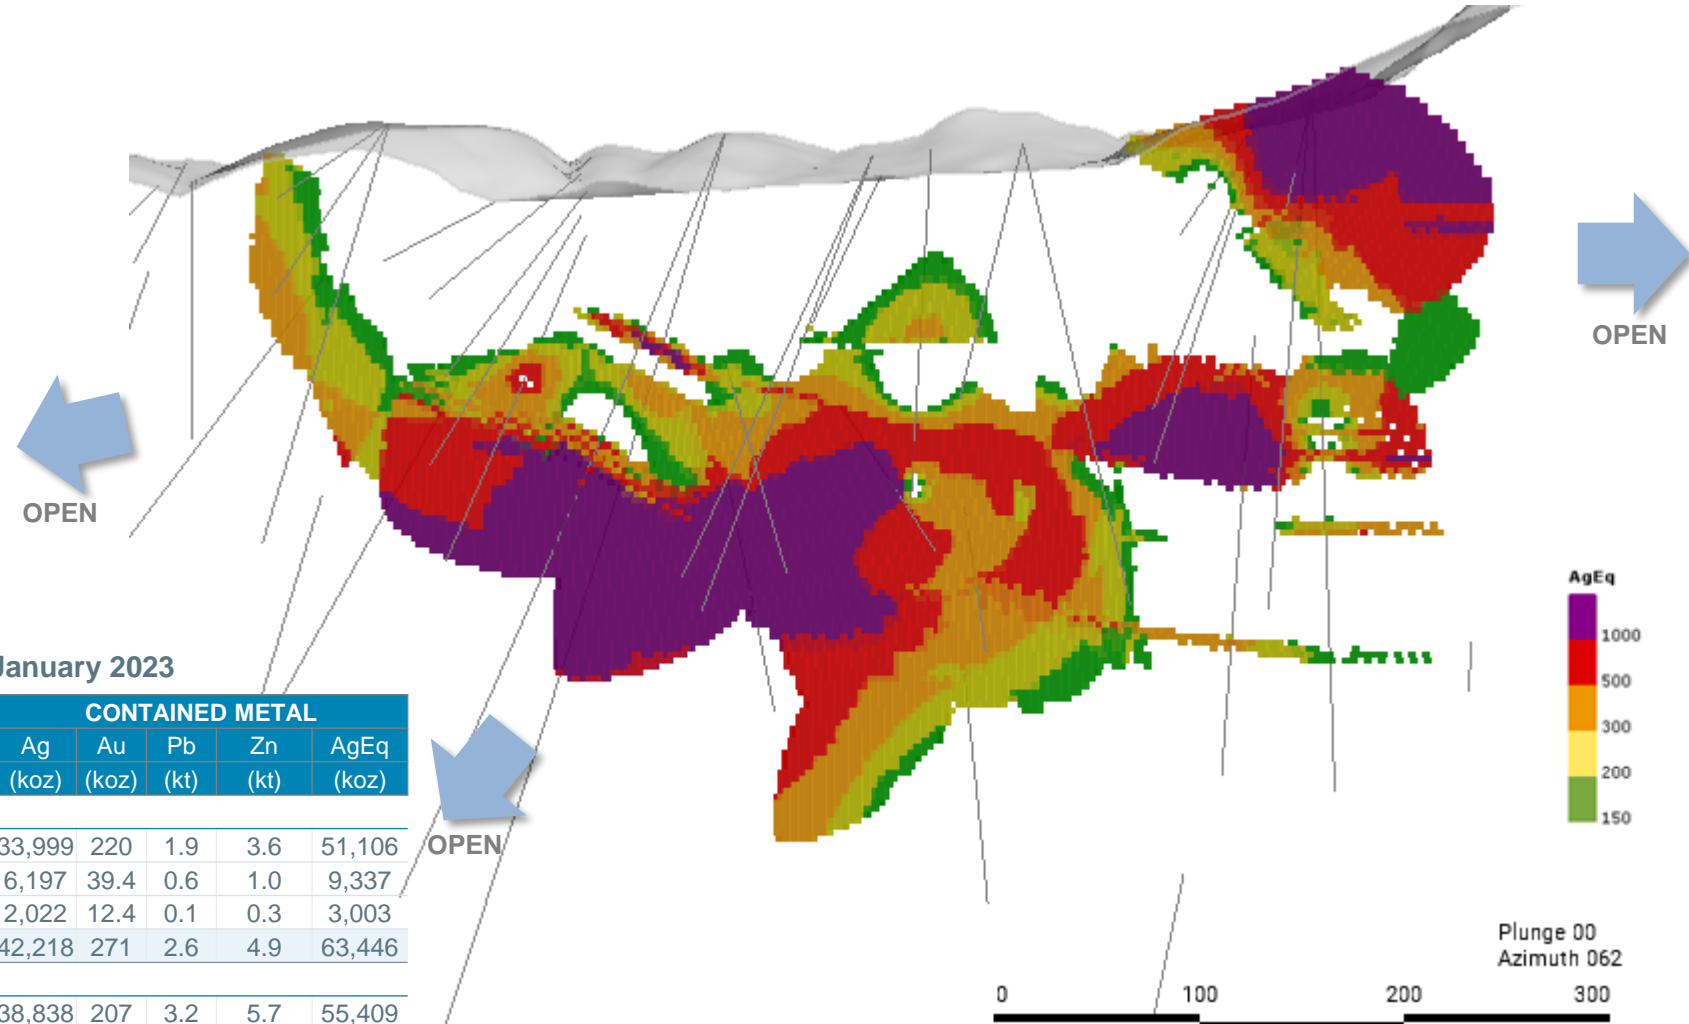 OPEN
OPEN
OPEN
January 2023
CONTAINED METAL
Ag Au Pb Zn AgEq
(koz) (koz) (kt) (kt) (koz)
33,999 220 1.9 3.6 51,106
6,197 39.4 0.6 1.0 9,337
2,022 12.4 0.1 0.3 3,003
42,218 271 2.6 4.9 63,446
38,838 207 3.2 5.7 55,409
AgEq
1000
500
300
200
150
Plunge 00
Azimuth 062
0 100 200 300